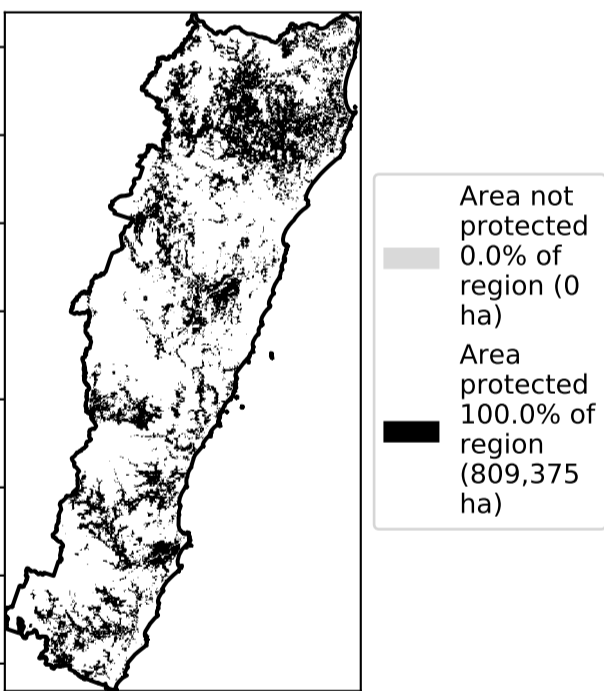 Area not
protected
0.0% of
region (0
ha)
Area
protected
100.0% of
region
(809,375
ha)